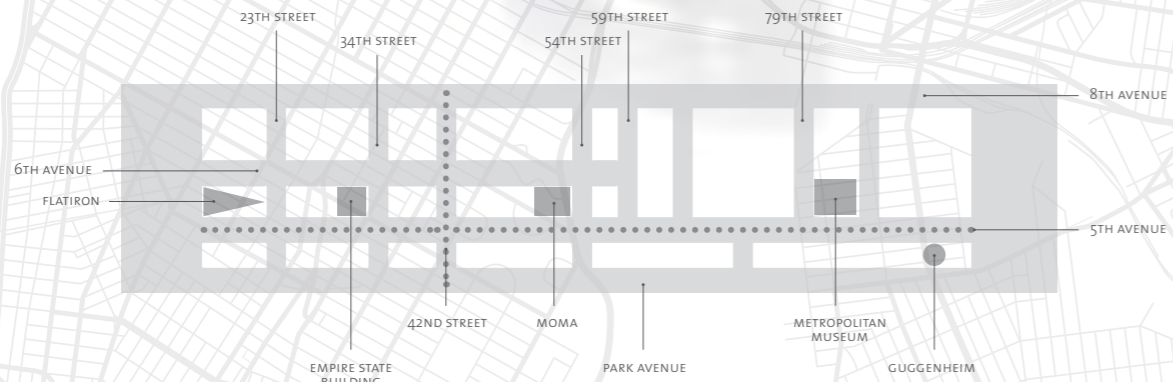 23TH STREET
59TH STREET
79TH STREET
34TH STREET
54TH STREET
8TH AVENUE
6TH AVENUE
FLATIRON
5TH AVENUE
42ND STREET
MOMA
METROPOLITAN
MUSEUM
EMPIRE STATE
BUILDING
PARK AVENUE
GUGGENHEIM